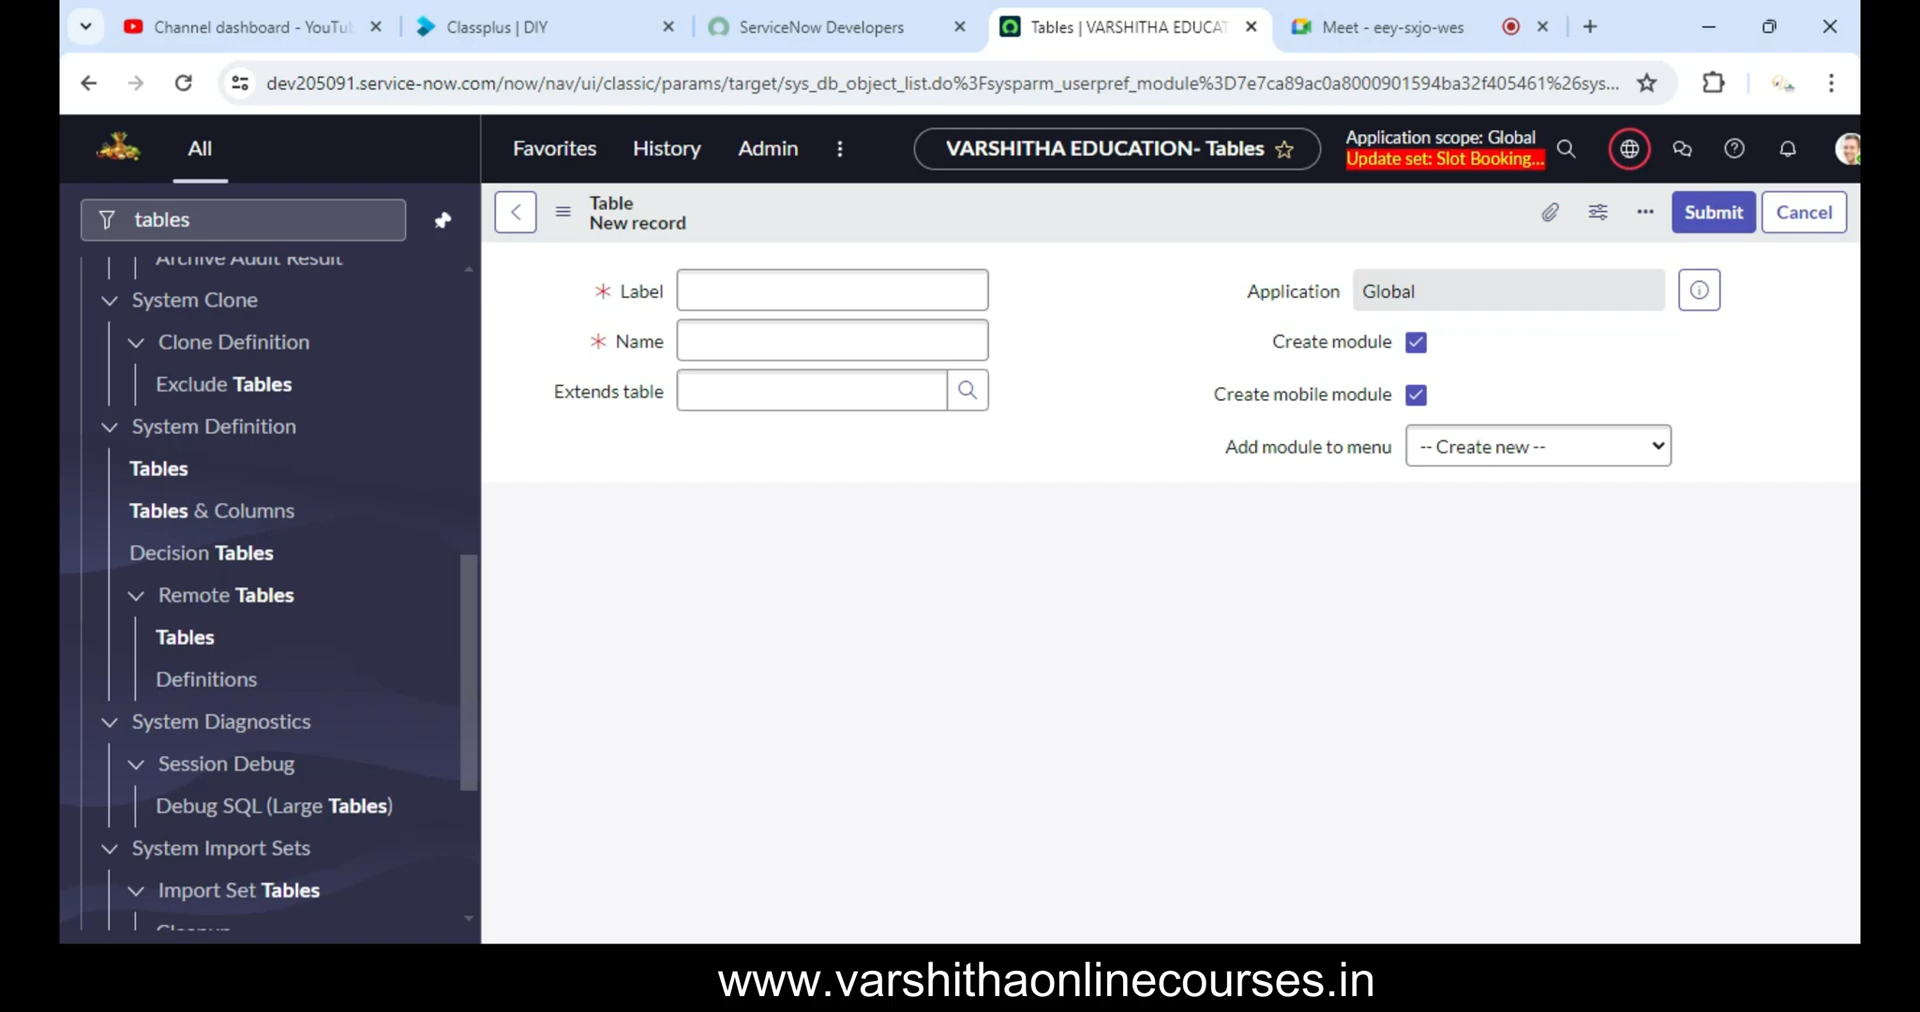 Channel dashboard - YouTu
Classplus | DIY
ServiceNow Developers
Tables | VARSHITHA EDUCAT
Meet - eey-sxjo-wes
dev205091.service-now.com/now/nav/ui/classic/params/target/sys_db_object_list.do%3Fsysparm_userpref_module%3D7e7ca89ac0a8000901594ba32f405461%26sys...
All
Favorites
History
Admin
VARSHITHA EDUCATION- Tables
Application scope: Global
Update set: Slot Booking...
tables
Table
New record
Submit
Cancel
Archive Audit Result
System Clone
Clone Definition
Exclude Tables
System Definition
Tables
Tables & Columns
Decision Tables
Remote Tables
Tables
Definitions
System Diagnostics
Session Debug
Debug SQL (Large Tables)
System Import Sets
Import Set Tables
Cleanup
Label
Name
Extends table
Application
Global
Create module
Create mobile module
Add module to menu
-- Create new --
www.varshithaonlinecourses.in